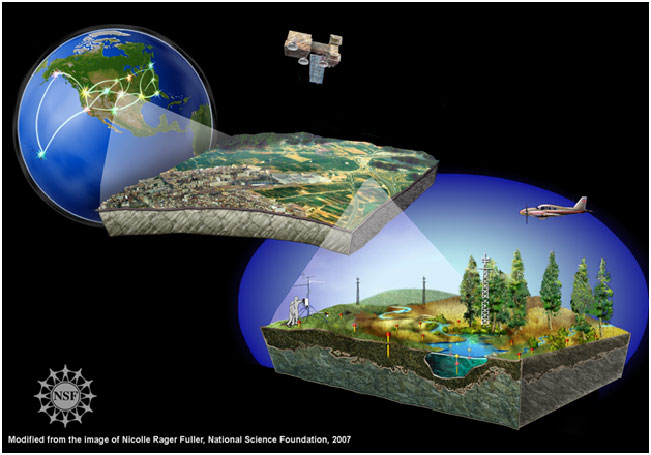 NSF
Modified from the image of Nicolle Rager Fuller, National Science Foundation, 2007